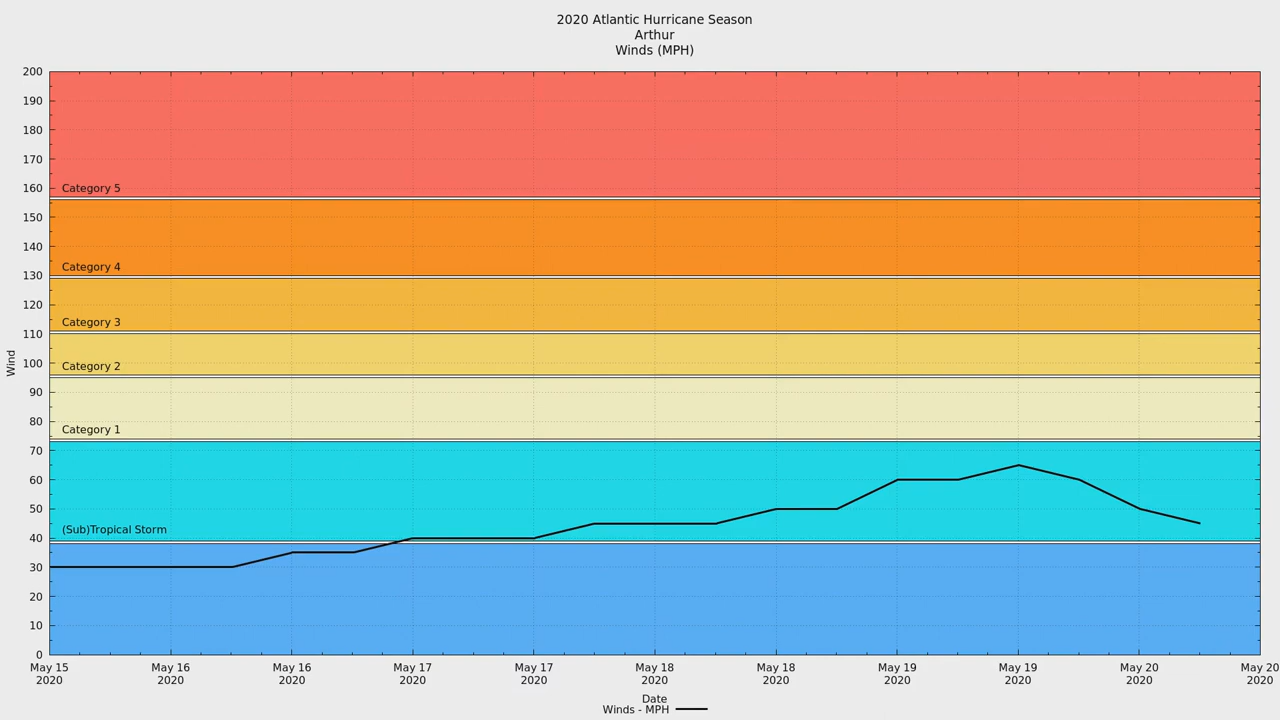 2020 Atlantic Hurricane Season
Arthur
Winds (MPH)
200
190
180
170
160
150
140
130
120
110
100
90
80
70
60
50
40
30
20
10
0
Wind
Category 5
Category 4
Category 3
Category 2
Category 1
(Sub)Tropical Storm
May 15 May 16 May 16 May 17 May 17 May 18 May 18 May 19 May 19 May 20 May 20
2020 2020 2020 2020 2020 2020 2020 2020 2020 2020 2020
Date
Winds - MPH